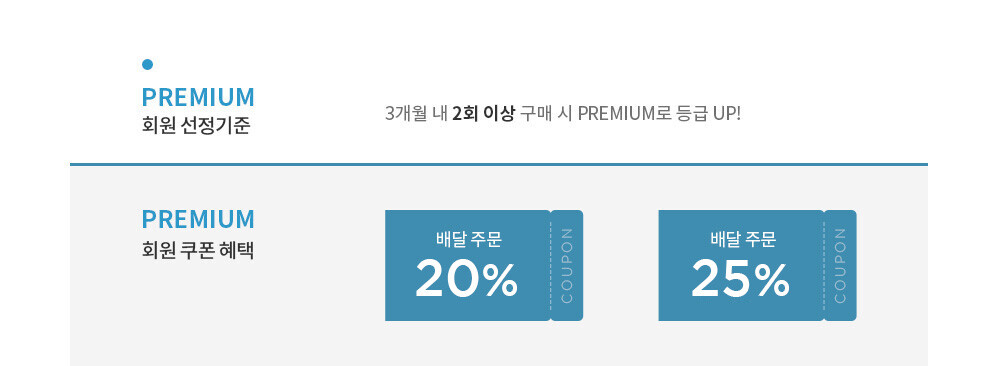 PREMIUM
회원 선정기준
3개월 내 2회 이상 구매 시 PREMIUM로 등급 UP!
PREMIUM
회원 쿠폰 혜택
배달 주문
20%
COUPON
배달 주문
25%
COUPON